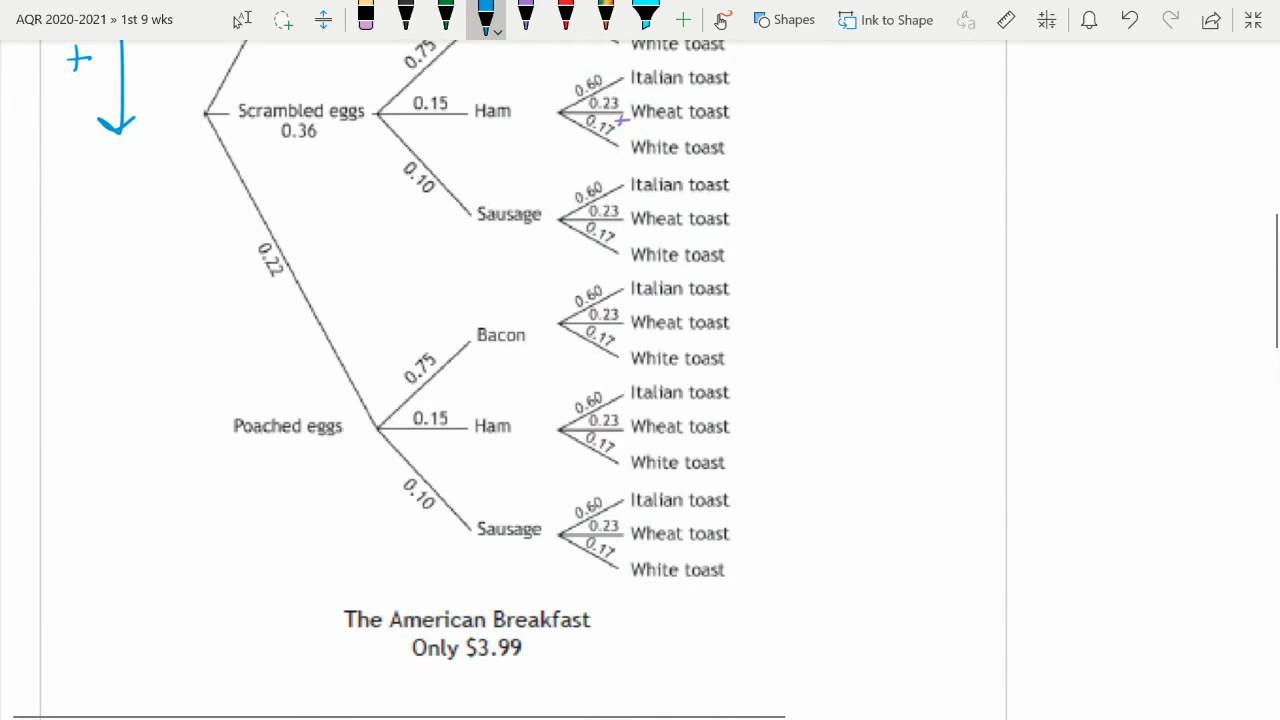 AQR 2020-2021 » 1st 9 wks
Shapes
Ink to Shape
+
0.75
White toast
0.60
Italian toast
Scrambled eggs
0.36
0.15
Ham
0.23
Wheat toast
0.17
White toast
0.10
Sausage
0.60
Italian toast
0.23
Wheat toast
0.17
White toast
0.22
0.75
Bacon
0.60
Italian toast
0.23
Wheat toast
0.17
White toast
Poached eggs
0.15
Ham
0.60
Italian toast
0.23
Wheat toast
0.17
White toast
0.10
Sausage
0.60
Italian toast
0.23
Wheat toast
0.17
White toast
The American Breakfast
Only $3.99